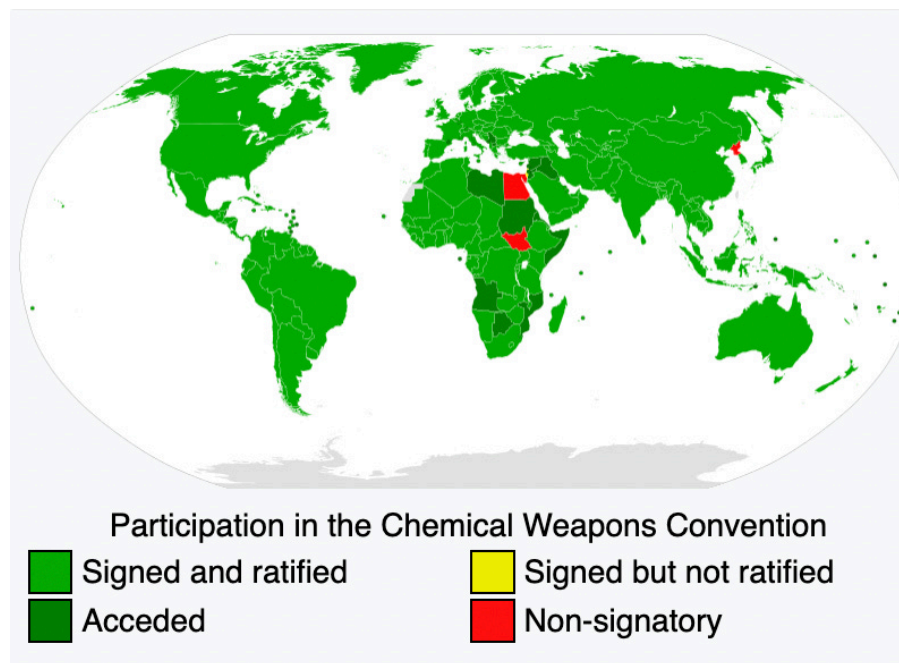 Participation in the Chemical Weapons Convention
Signed and ratified
Signed but not ratified
Acceded
Non-signatory